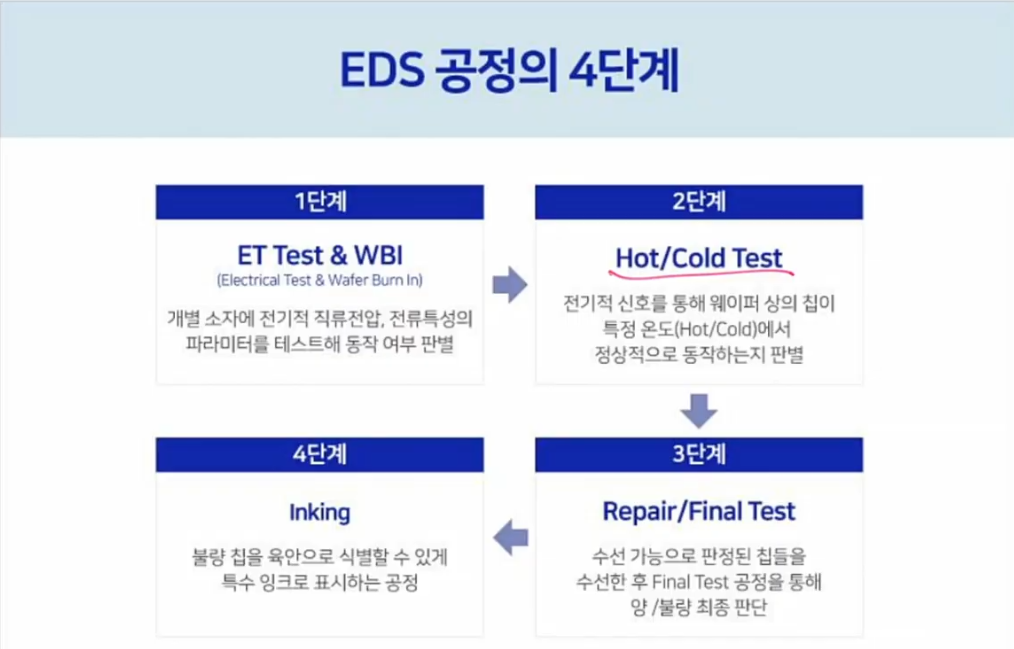 EDS 공정의 4단계
1단계
ET Test & WBI
(Electrical Test & Wafer Burn In)
개별 소자에 전기적 직류전압, 전류특성의
파라미터를 테스트해 동작 여부 판별
2단계
Hot/Cold Test
전기적 신호를 통해 웨이퍼 상의 칩이
특정 온도(Hot/Cold)에서
정상적으로 동작하는지 판별
3단계
Repair/Final Test
수선 가능으로 판정된 칩들을
수선한 후 Final Test 공정을 통해
양 /불량 최종 판단
4단계
Inking
불량 칩을 육안으로 식별할 수 있게
특수 잉크로 표시하는 공정